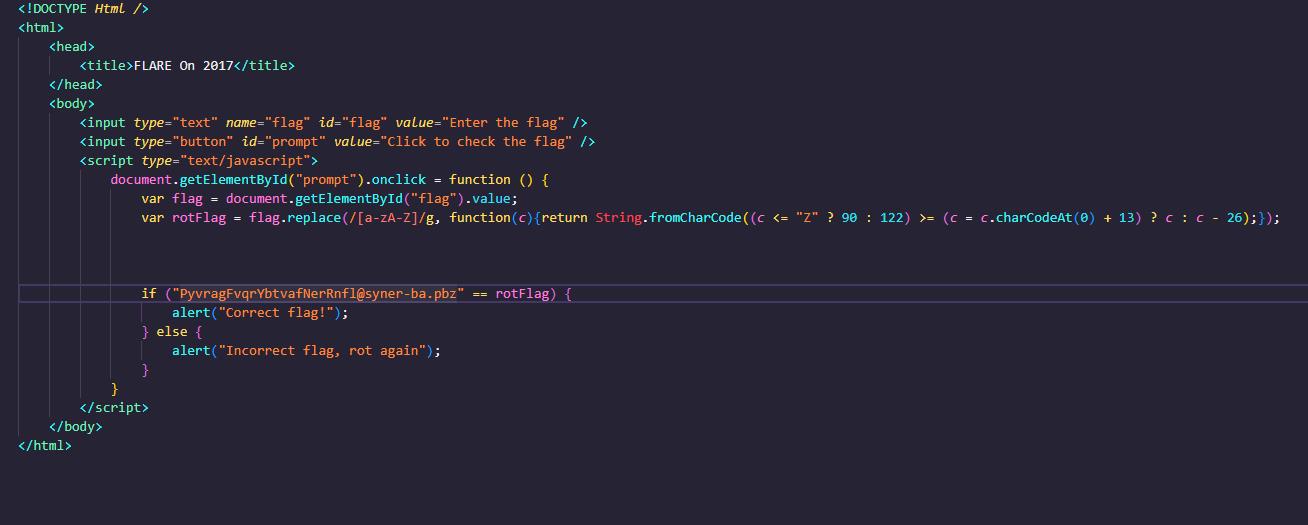 <!DOCTYPE Html />
<html>
<head>
<title>FLARE On 2017</title>
</head>
<body>
<input type="text" name="flag" id="flag" value="Enter the flag" />
<input type="button" id="prompt" value="Click to check the flag" />
<script type="text/javascript">
document.getElementById("prompt").onclick = function () {
var flag = document.getElementById("flag").value;
var rotFlag = flag.replace(/[a-zA-Z]/g, function(c){return String.fromCharCode((c <= "Z" ? 90 : 122) >= (c = c.charCodeAt(0) + 13) ? c : c - 26);});
if ("PyvragFvqrYbtvafNerRnfl@syner-ba.pbz" == rotFlag) {
alert("Correct flag!");
} else {
alert("Incorrect flag, rot again");
}
}
</script>
</body>
</html>